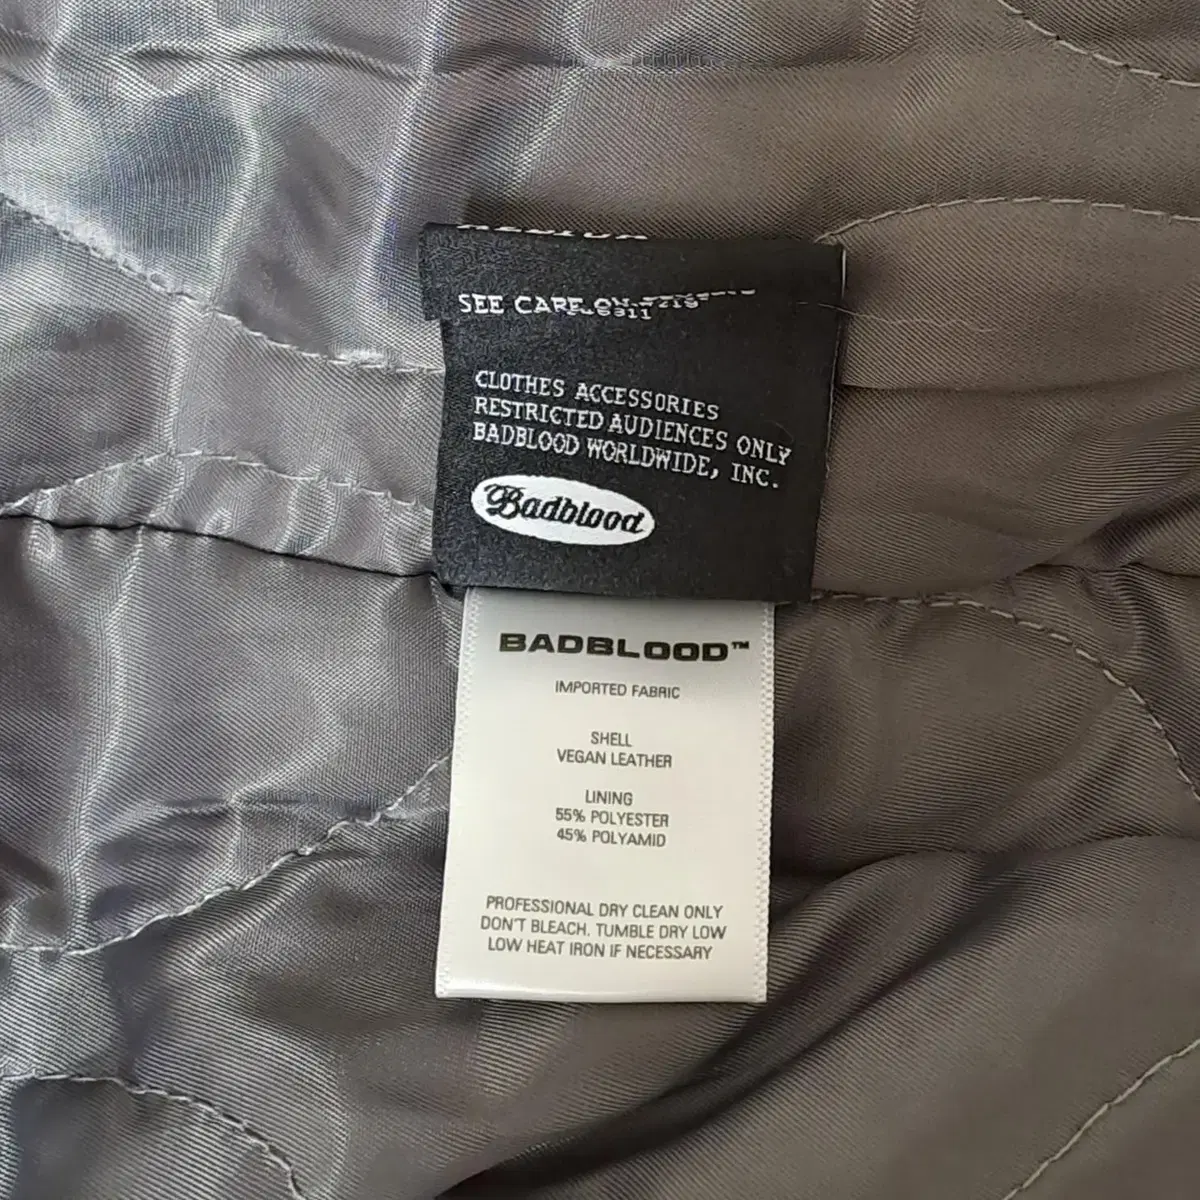 SEE CARE ON
CLOTHES ACCESSORIES
RESTRICTED AUDIENCES ONLY
BADBLOOD WORLDWIDE, INC.
Badblood
BADBLOOD™
IMPORTED FABRIC
SHELL
VEGAN LEATHER
LINING
55% POLYESTER
45% POLYAMID
PROFESSIONAL DRY CLEAN ONLY
DON'T BLEACH. TUMBLE DRY LOW
LOW HEAT IRON IF NECESSARY